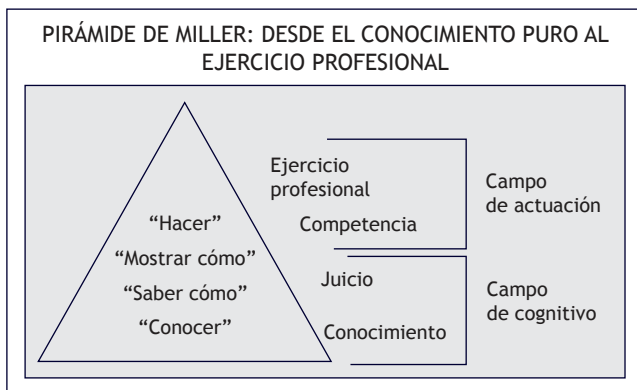 PIRÁMIDE DE MILLER: DESDE EL CONOCIMIENTO PURO AL
EJERCICIO PROFESIONAL
“Hacer”
“Mostrar cómo”
“Saber cómo”
“Conocer”
Ejercicio
profesional
Competencia
Juicio
Conocimiento
Campo
de actuación
Campo
de cognitivo